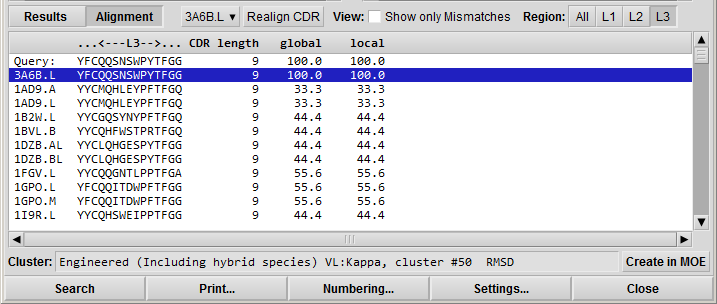 Results Alignment 3A6B.L ▾ Realign CDR View: Show only Mismatches Region: All L1 L2 L3
...<---L3-->... CDR length global local
Query: YFCQQSNSWPYTFGG 9 100.0 100.0
3A6B.L YFCQQSNSWPYTFGG 9 100.0 100.0
1AD9.A YYCMQHLEYPFTFGQ 9 33.3 33.3
1AD9.L YYCMQHLEYPFTFGQ 9 33.3 33.3
1B2W.L YYCGQSYNYPFTFGQ 9 44.4 44.4
1BVL.B YYCQHFWSTPRTFGQ 9 44.4 44.4
1DZB.AL YYCLQHGESPYTFGG 9 44.4 44.4
1DZB.BL YYCLQHGESPYTFGG 9 44.4 44.4
1FGV.L YYCQQGNTLPPTFGA 9 55.6 55.6
1GPO.L YFCQQITDWPFTFGG 9 55.6 55.6
1GPO.M YFCQQITDWPFTFGG 9 55.6 55.6
1I9R.L YYCQHSWEIPPTFGG 9 44.4 44.4
Cluster: Engineered (Including hybrid species) VL:Kappa, cluster #50 RMSD Create in MOE
Search Print... Numbering... Settings... Close